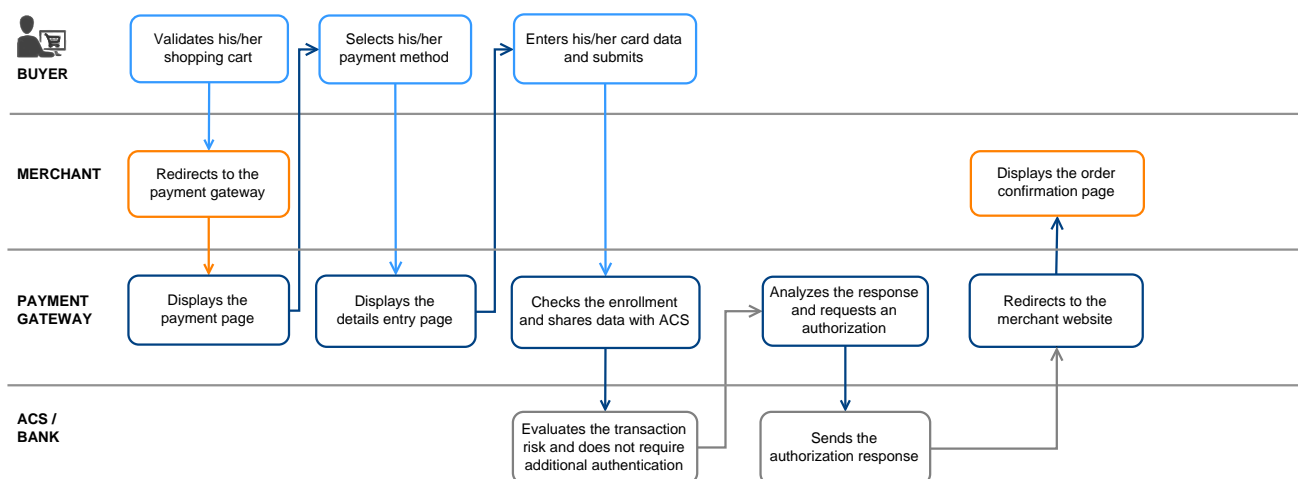 BUYER
Validates his/her
shopping cart
Selects his/her
payment method
Enters his/her card data
and submits
MERCHANT
Redirects to the
payment gateway
Displays the order
confirmation page
PAYMENT
GATEWAY
Displays the
payment page
Displays the
details entry page
Checks the enrollment
and shares data with ACS
Analyzes the response
and requests an
authorization
Redirects to the
merchant website
ACS /
BANK
Evaluates the transaction
risk and does not require
additional authentication
Sends the
authorization response